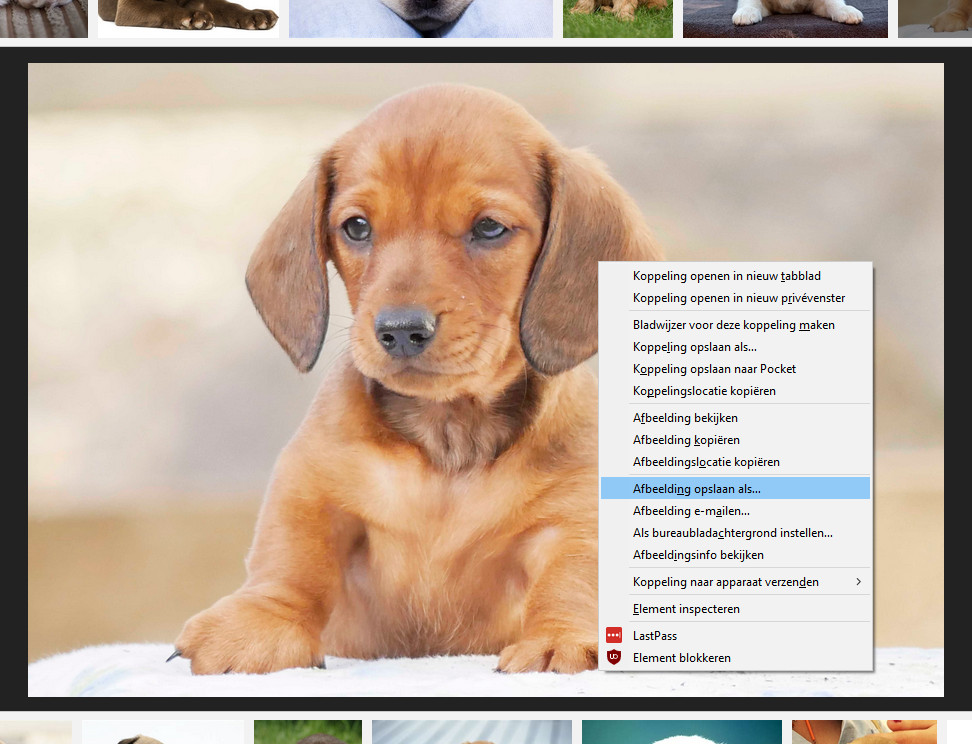 Koppeling openen in nieuw tabblad
Koppeling openen in nieuw privévenster
Bladwijzer voor deze koppeling maken
Koppeling opslaan als...
Koppeling opslaan naar Pocket
Koppelingslocatie kopiëren
Afbeelding bekijken
Afbeelding kopiëren
Afbeeldingslocatie kopiëren
Afbeelding opslaan als...
Afbeelding e-mailen...
Als bureaubladachtergrond instellen...
Afbeeldingsinfo bekijken
Koppeling naar apparaat verzenden
Element inspecteren
LastPass
Element blokkeren